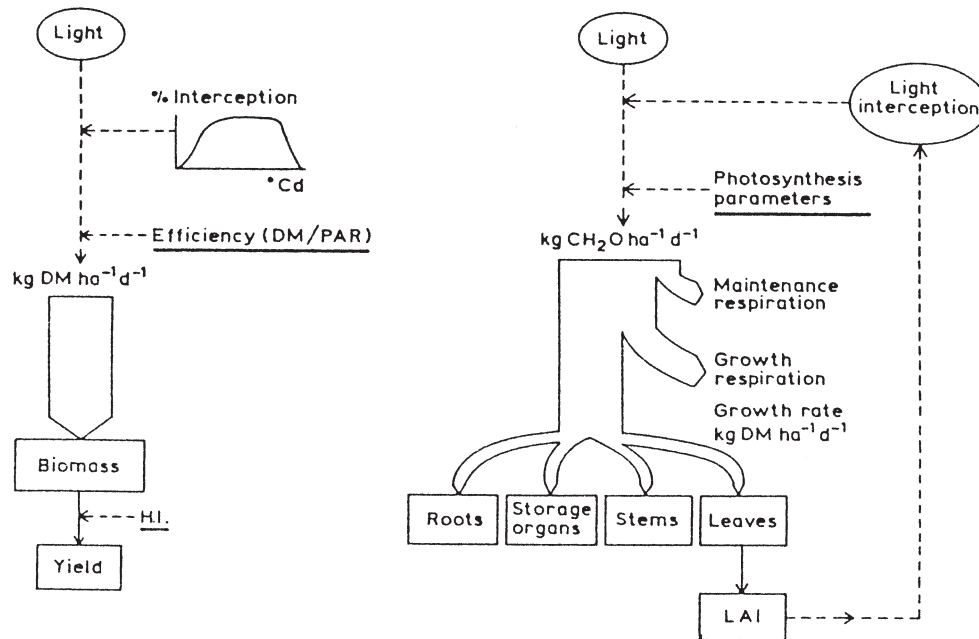 Light
% Interception
°Cd
Efficiency (DM/PAR)
kg DM ha⁻¹ d⁻¹
Biomass
H.I.
Yield
Light
Light
interception
Photosynthesis
parameters
kg CH₂O ha⁻¹ d⁻¹
Maintenance
respiration
Growth
respiration
Growth rate
kg DM ha⁻¹ d⁻¹
Roots
Storage
organs
Stems
Leaves
LAI